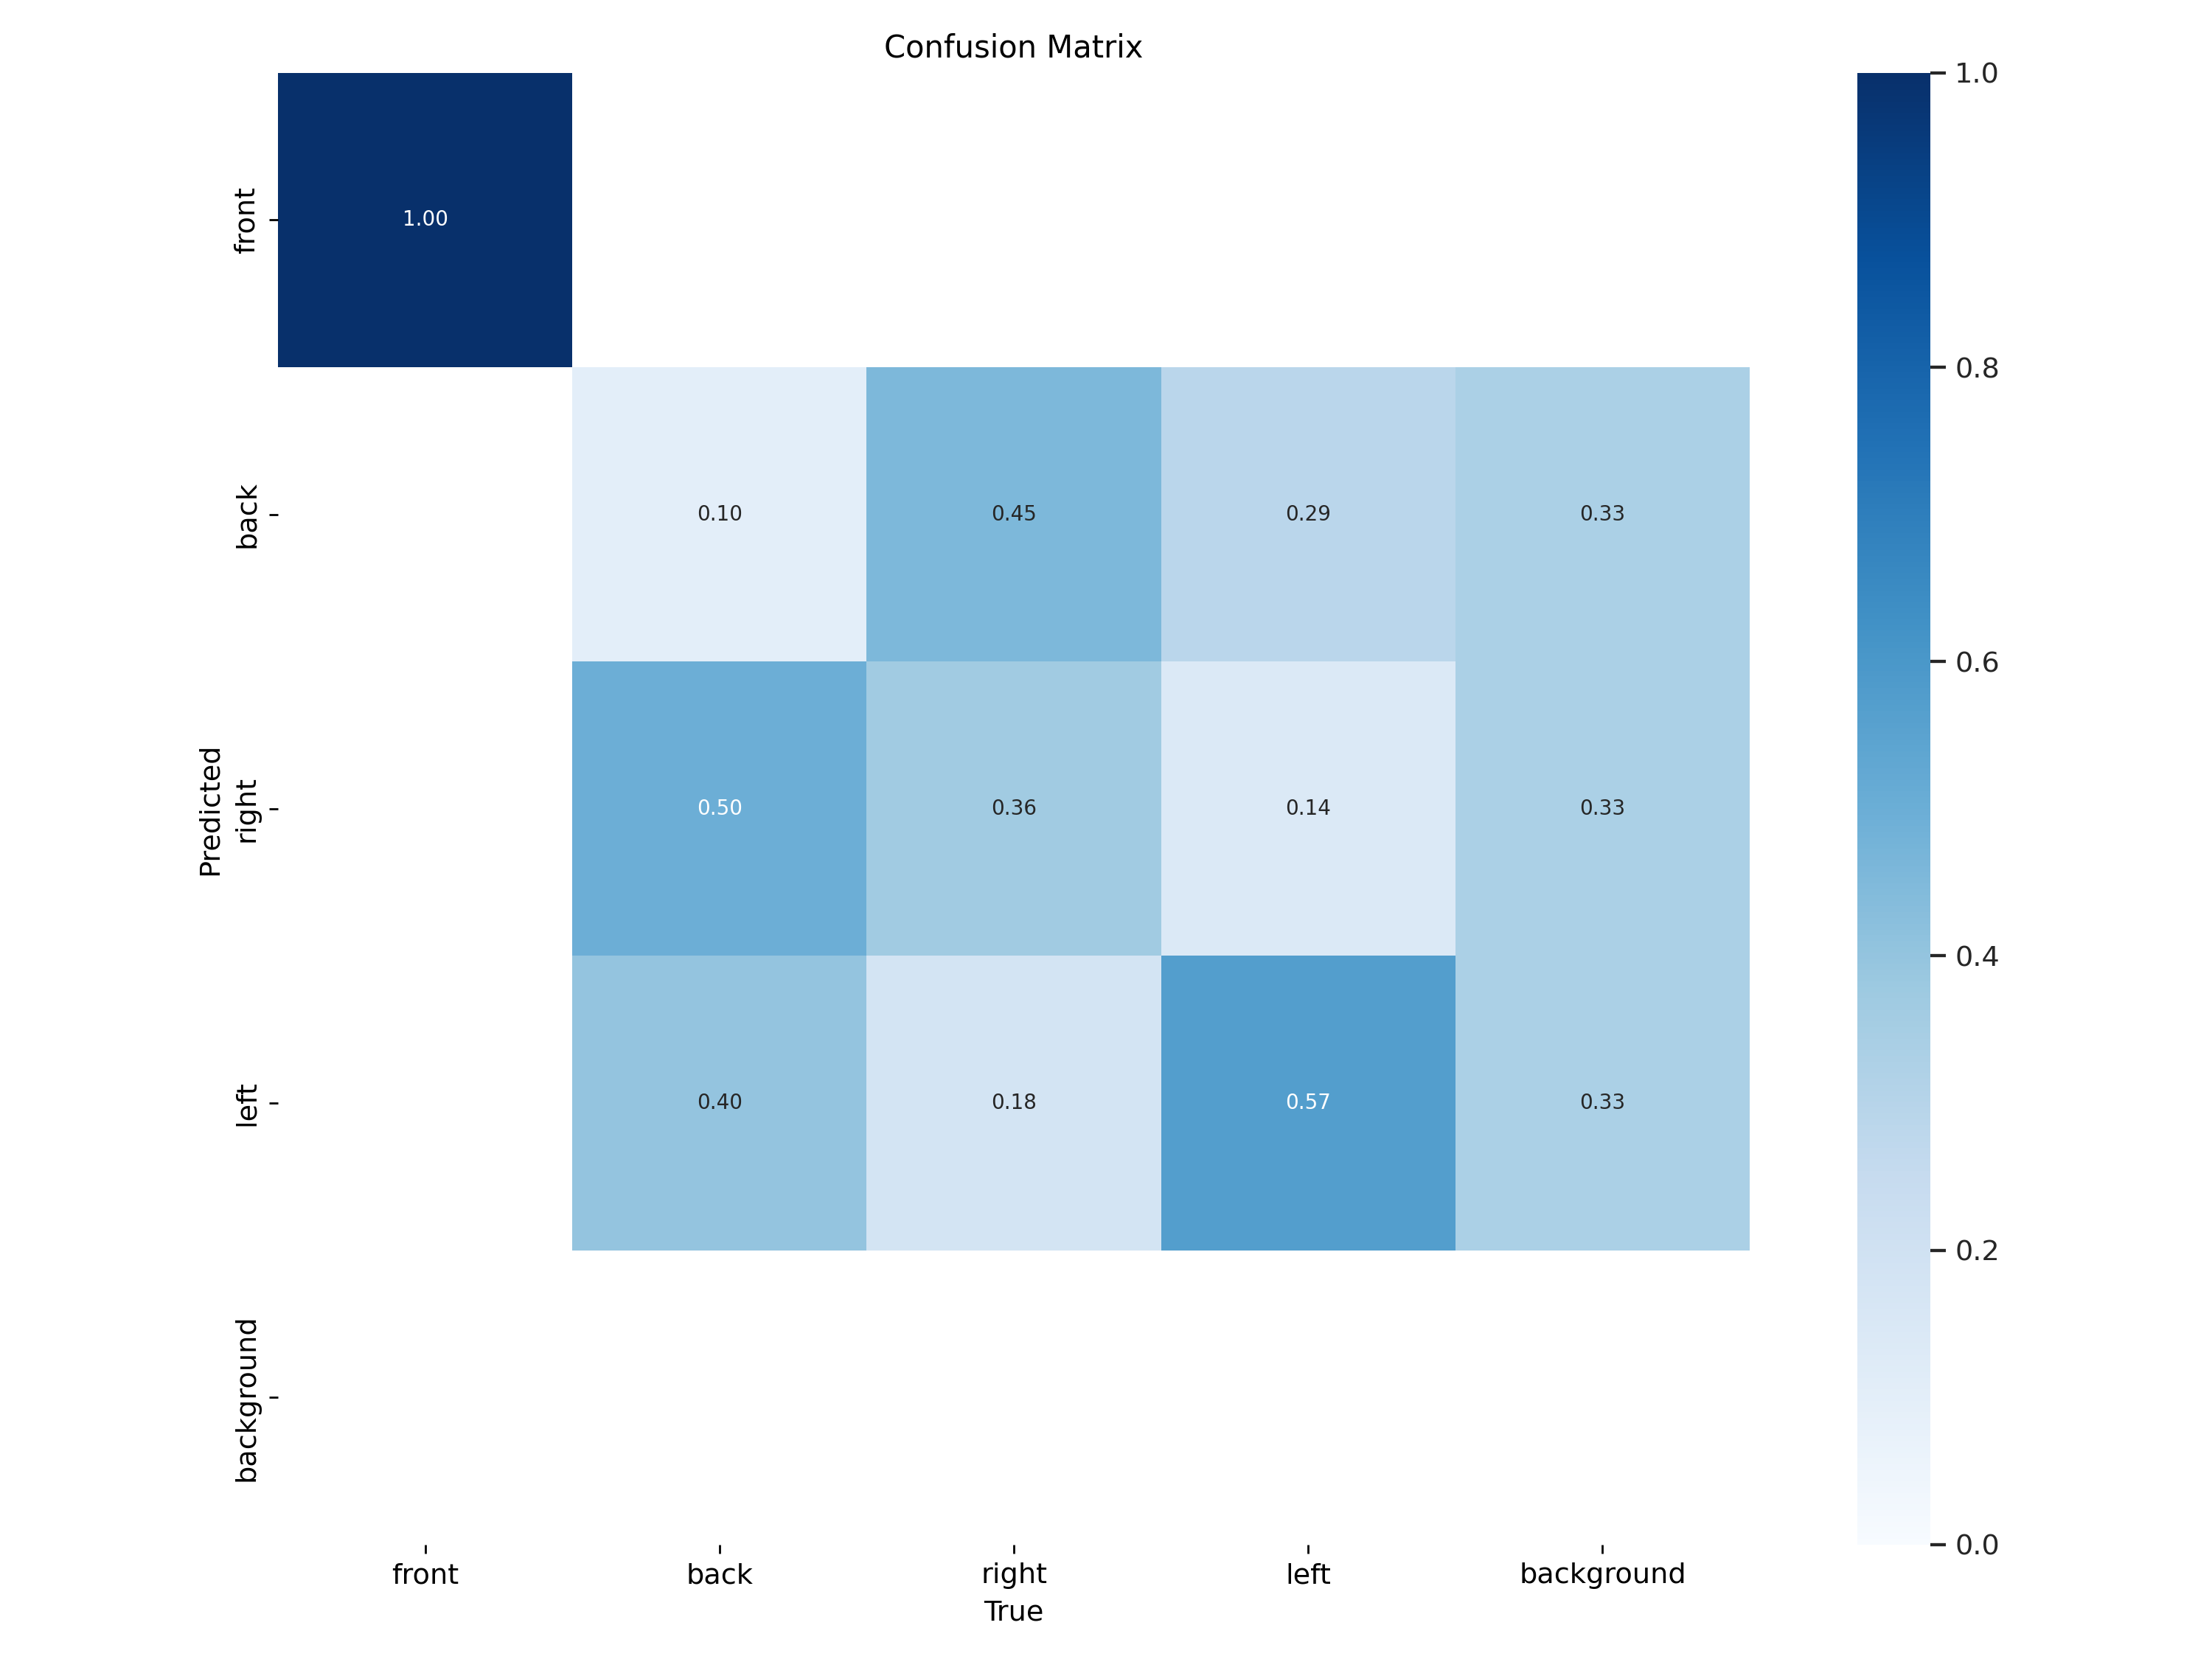 Confusion Matrix
1.0
front
1.00
0.8
back
0.10 0.45 0.29 0.33
0.6
Predicted
right
0.50 0.36 0.14 0.33
0.4
left
0.40 0.18 0.57 0.33
0.2
background
0.0
front back right left background
True